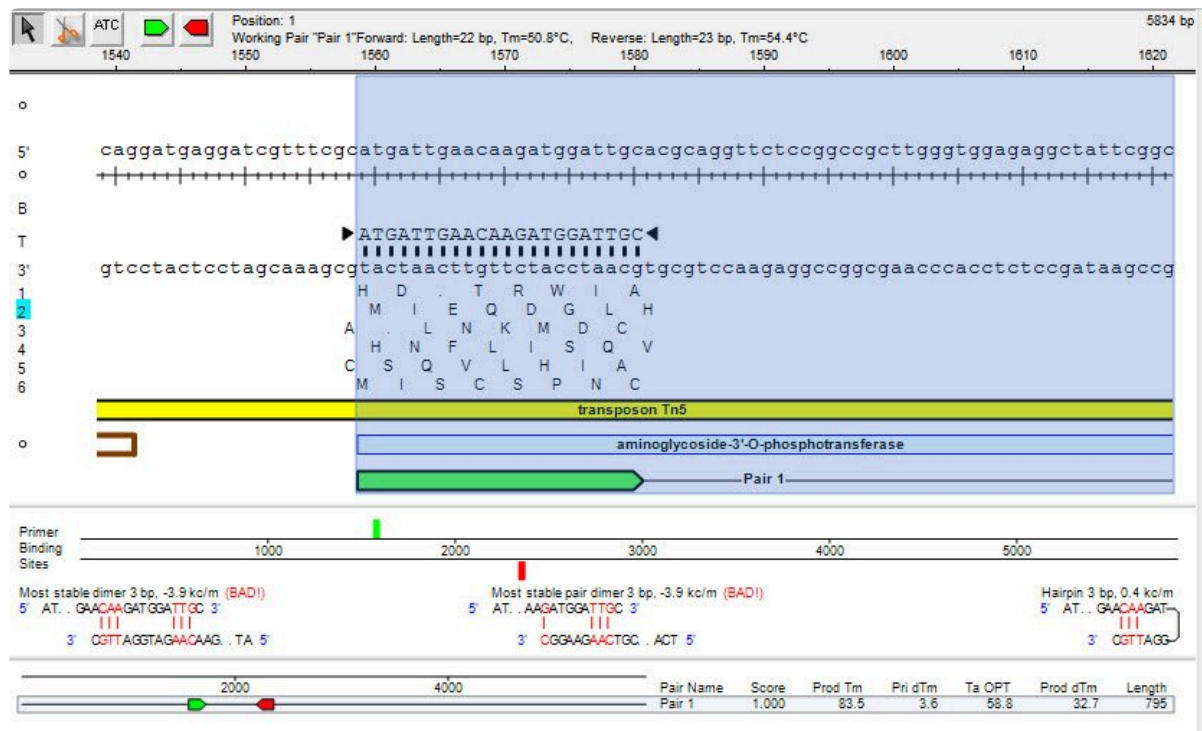 ATC
Position: 1
5834 bp
Working Pair "Pair 1"Forward: Length=22 bp, Tm=50.8°C, Reverse: Length=23 bp, Tm=54.4°C
1540 1550 1560 1570 1580 1590 1600 1610 1620
o
5' caggatgaggatcgtttcgcatgattgaacaagatggattgcacgcaggttctccggccgcttgggtggagaggctattcggc
o
B
T ATGATTGAACAAGATGGATTGC
3' gtcctactcctagcaaagcgtactaacttgttctacctaacgtgcgtccaagaggccggcgaacccacctctccgataagccg
1 H D . T R W I A
2 M I E Q D G L H
3 A . L N K M D C
4 H N F L I S Q V
5 C S Q V L H I A
6 M I S C S P N C
transposon Tn5
o aminoglycoside-3'-O-phosphotransferase
Pair 1
Primer
Binding 1000 2000 3000 4000 5000
Sites
Most stable dimer 3 bp, -3.9 kc/m (BAD!) Most stable pair dimer 3 bp, -3.9 kc/m (BAD!) Hairpin 3 bp, 0.4 kc/m
5' AT. . GAACAAGATGGATTGC 3' 5' AT. . AAGATGGATTGC 3' 5' AT. . GAACAAGAT
3' CGTTAGGTAGAACAAG. . TA 5' 3' CGGAAGAACTGC. . ACT 5' 3' CGTTAGG
2000 4000 Pair Name Score Prod Tm Pri dTm Ta OPT Prod dTm Length
Pair 1 1.000 83.5 3.6 58.8 32.7 795